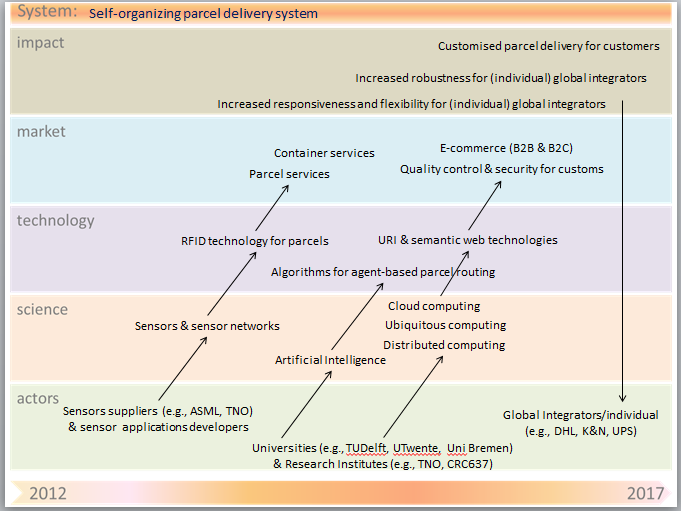 System: Self-organizing parcel delivery system
impact
Customised parcel delivery for customers
Increased robustness for (individual) global integrators
Increased responsiveness and flexibility for (individual) global integrators
market
Container services
Parcel services
E-commerce (B2B & B2C)
Quality control & security for customs
technology
RFID technology for parcels
URI & semantic web technologies
Algorithms for agent-based parcel routing
science
Sensors & sensor networks
Cloud computing
Ubiquitous computing
Distributed computing
Artificial Intelligence
actors
Sensors suppliers (e.g., ASML, TNO)
& sensor applications developers
Universities (e.g., TUDelft, UTwente, Uni Bremen)
& Research Institutes (e.g., TNO, CRC637)
Global Integrators/individual
(e.g., DHL, K&N, UPS)
2012
2017